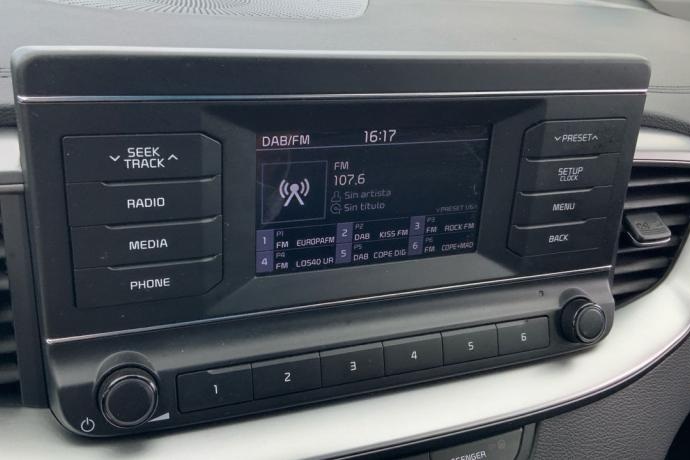 SEEK
TRACK
RADIO
MEDIA
PHONE
DAB/FM 16:17
FM
107,6
Sin artista
Sin título
PRESET 1/6
1 P1 FM EUROPAFM
2 P2 DAB KISS FM
3 P3 FM ROCK FM
4 P4 FM LOS40 UR
5 P5 DAB COPE DIG
6 P6 FM COPE+MAD
PRESET
SETUP
CLOCK
MENU
BACK
1 2 3 4 5 6